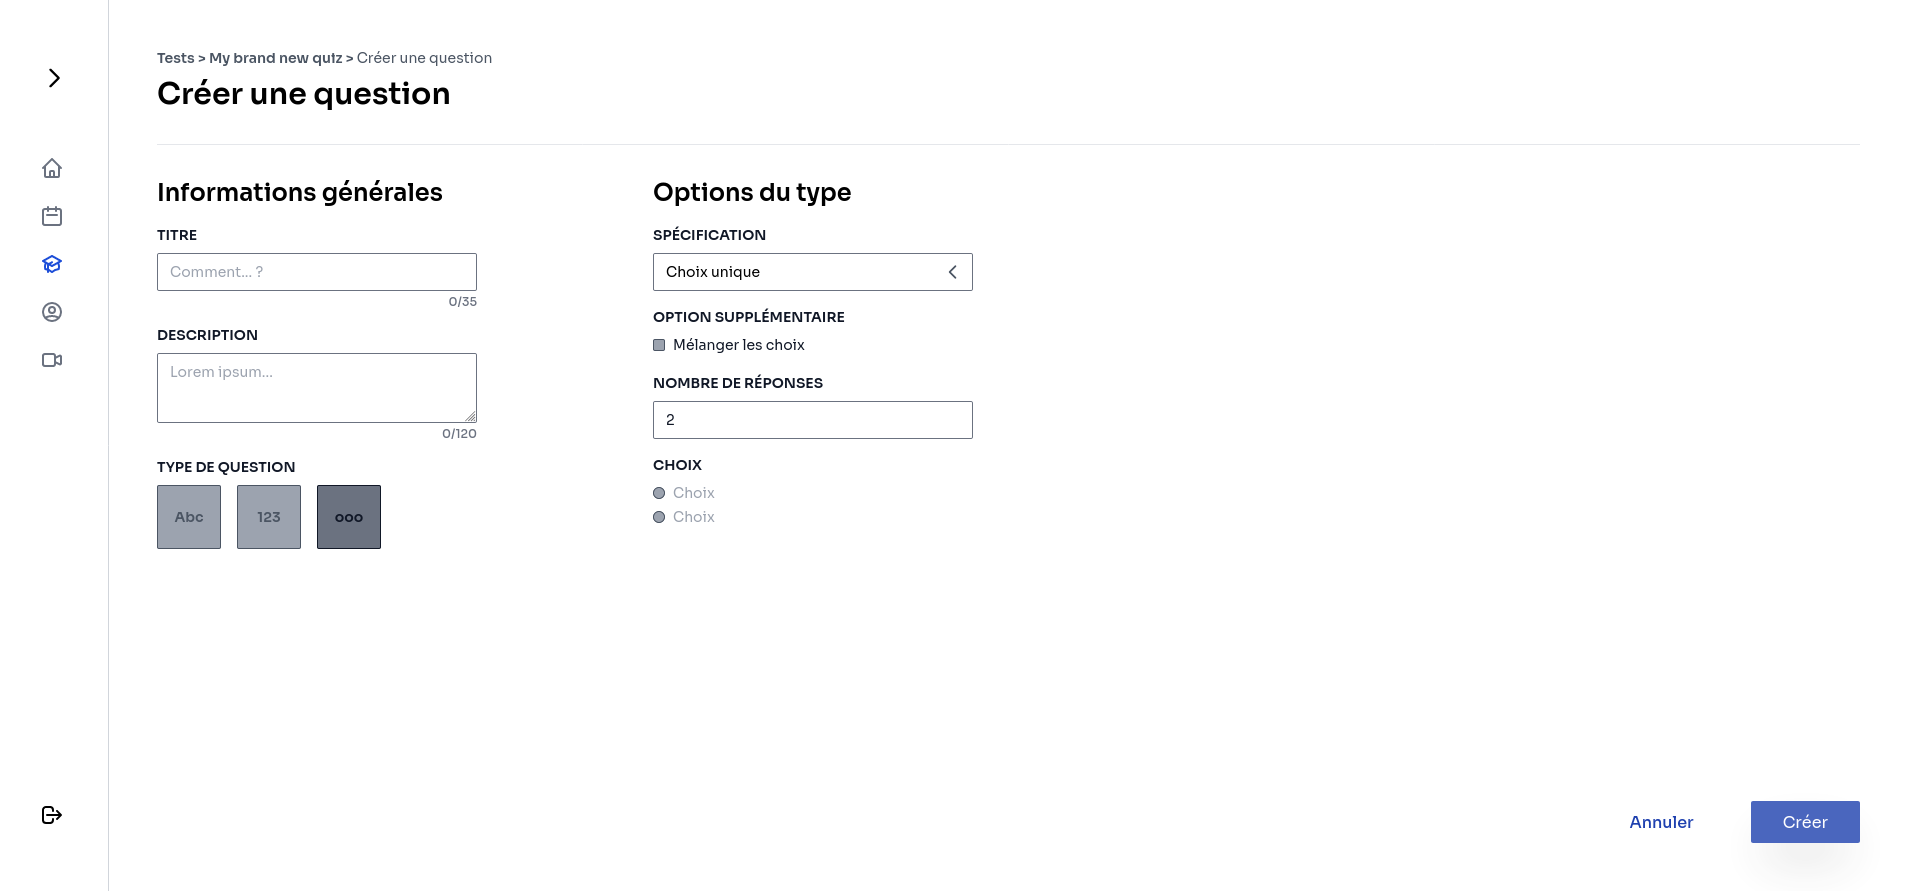 Tests > My brand new quiz > Créer une question
Créer une question
Informations générales
TITRE
Comment... ?
0/35
DESCRIPTION
Lorem ipsum...
0/120
TYPE DE QUESTION
Abc
123
ooo
Options du type
SPÉCIFICATION
Choix unique
OPTION SUPPLÉMENTAIRE
Mélanger les choix
NOMBRE DE RÉPONSES
2
CHOIX
Choix
Choix
Annuler
Créer